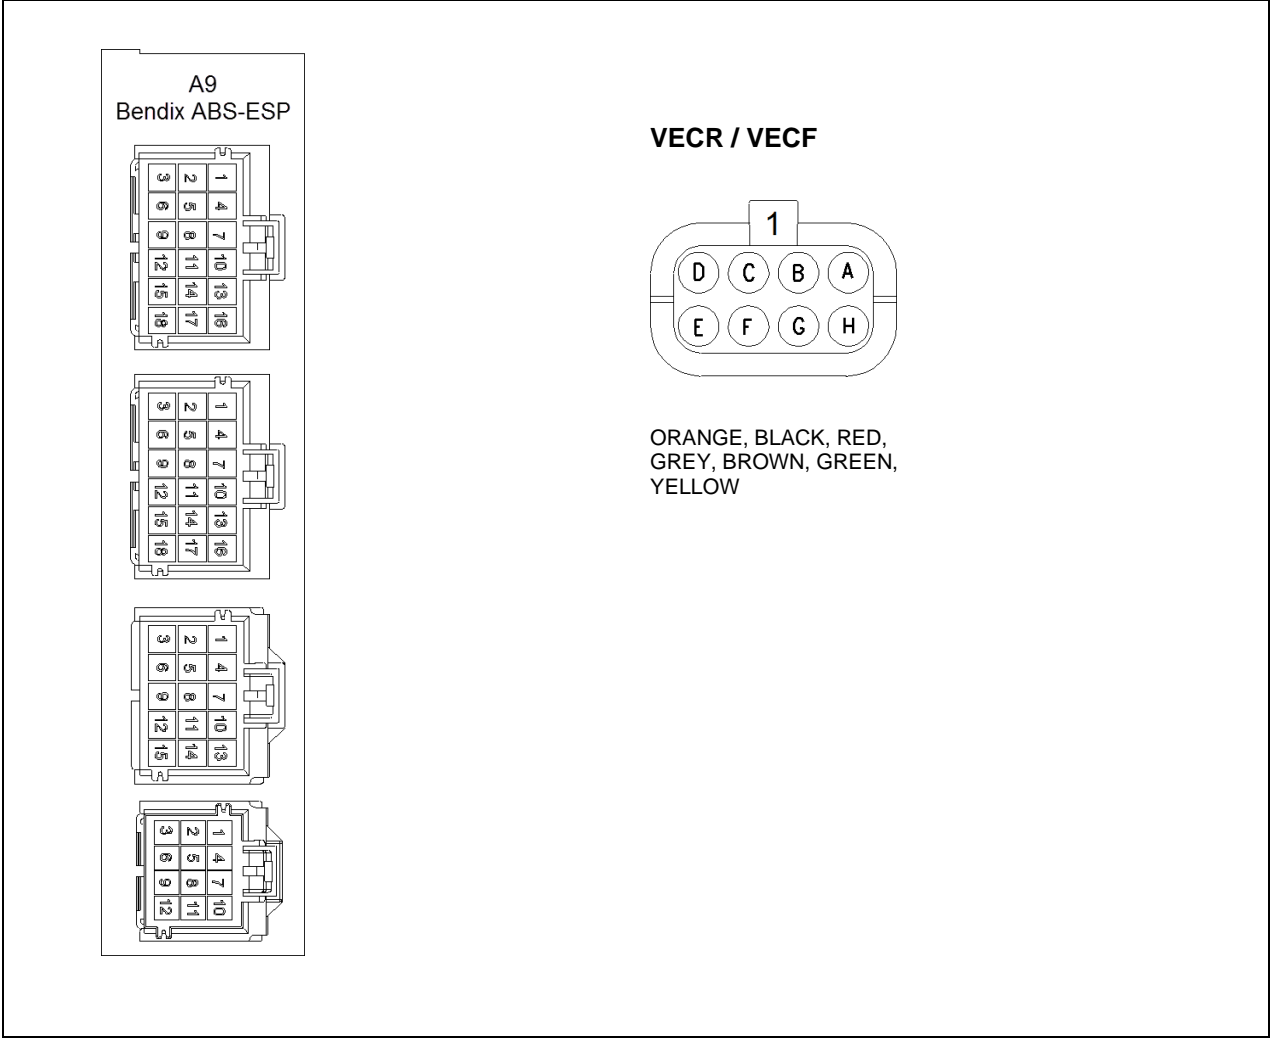 A9
Bendix ABS-ESP
3 2 1
6 5 4
9 8 7
12 11 10
15 14 13
18 17 16
3 2 1
6 5 4
9 8 7
12 11 10
15 14 13
18 17 16
3 2 1
6 5 4
9 8 7
12 11 10
15 14 13
3 2 1
6 5 4
9 8 7
12 11 10
VECR / VECF
1
D C B A
E F G H
ORANGE, BLACK, RED,
GREY, BROWN, GREEN,
YELLOW